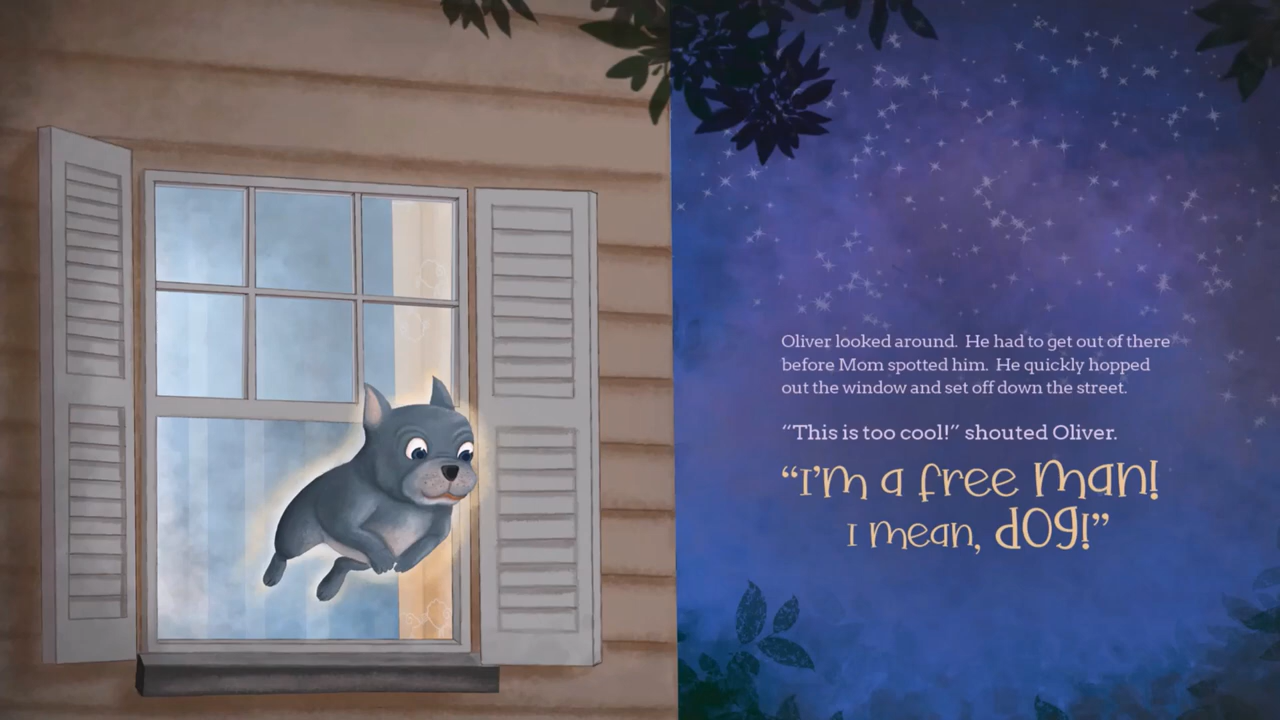 Oliver looked around.  He had to get out of there
before Mom spotted him.  He quickly hopped
out the window and set off down the street.
“This is too cool!” shouted Oliver.
“I’m a free man!
I mean, dog!”